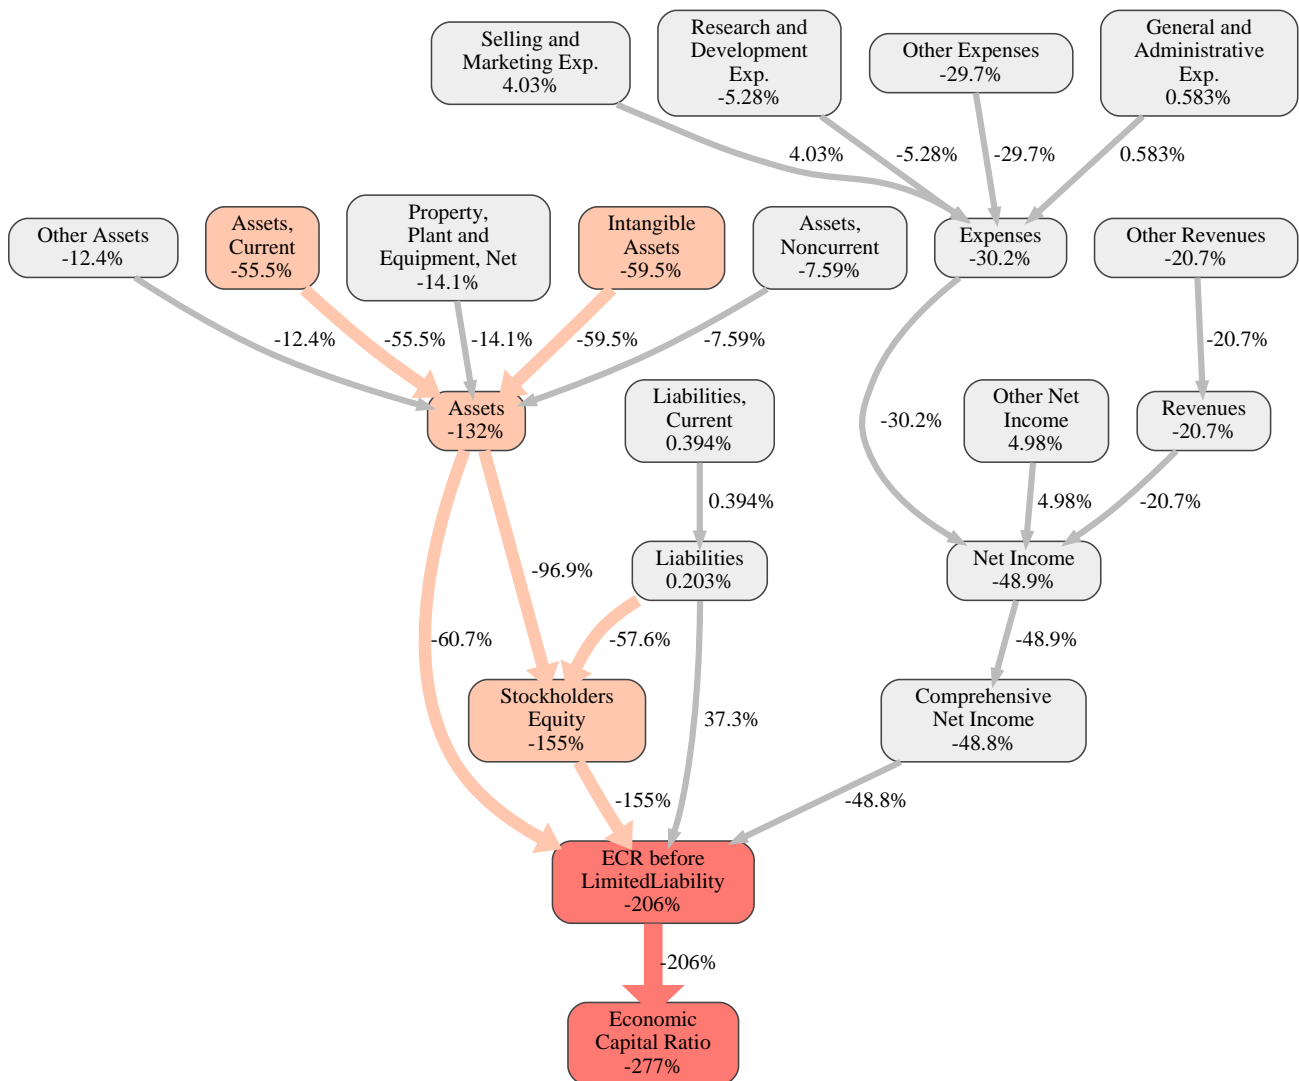 Selling and
Marketing Exp.
4.03%
Research and
Development
Exp.
-5.28%
Other Expenses
-29.7%
General and
Administrative
Exp.
0.583%
4.03%
-5.28%
-29.7%
0.583%
Other Assets
-12.4%
Assets,
Current
-55.5%
Property,
Plant and
Equipment, Net
-14.1%
Intangible
Assets
-59.5%
Assets,
Noncurrent
-7.59%
Expenses
-30.2%
Other Revenues
-20.7%
-12.4%
-55.5%
-14.1%
-59.5%
-7.59%
-20.7%
Assets
-132%
Liabilities,
Current
0.394%
-30.2%
Other Net
Income
4.98%
Revenues
-20.7%
0.394%
4.98%
-20.7%
-96.9%
Liabilities
0.203%
Net Income
-48.9%
-60.7%
-57.6%
-48.9%
Stockholders
Equity
-155%
37.3%
Comprehensive
Net Income
-48.8%
-155%
-48.8%
ECR before
LimitedLiability
-206%
-206%
Economic
Capital Ratio
-277%